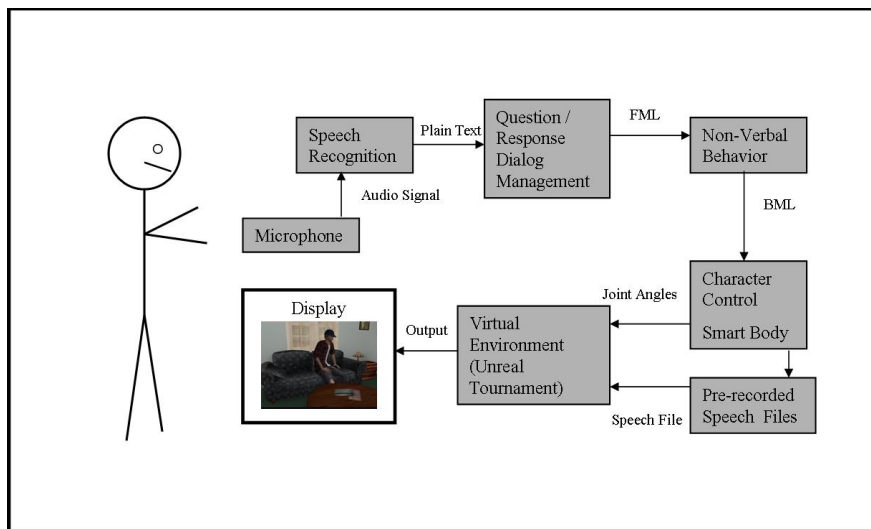 Speech
Recognition
Plain Text
Question /
Response
Dialog
Management
FML
Non-Verbal
Behavior
Audio Signal
Microphone
BML
Character
Control
Smart Body
Joint Angles
Display
Output
Virtual
Environment
(Unreal
Tournament)
Pre-recorded
Speech Files
Speech File